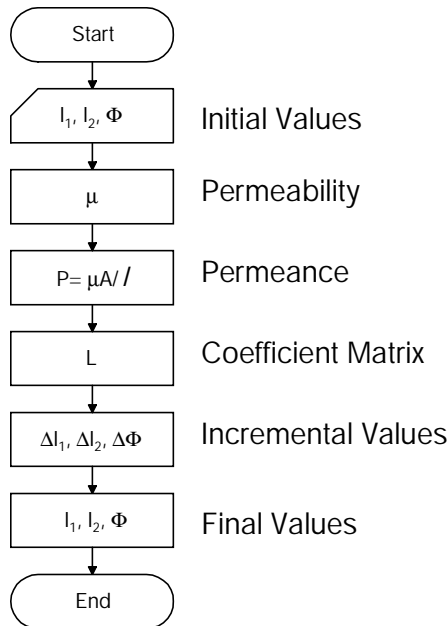 Start
I₁, I₂, Φ Initial Values
μ Permeability
P= μA/l Permeance
L Coefficient Matrix
ΔI₁, ΔI₂, ΔΦ Incremental Values
I₁, I₂, Φ Final Values
End